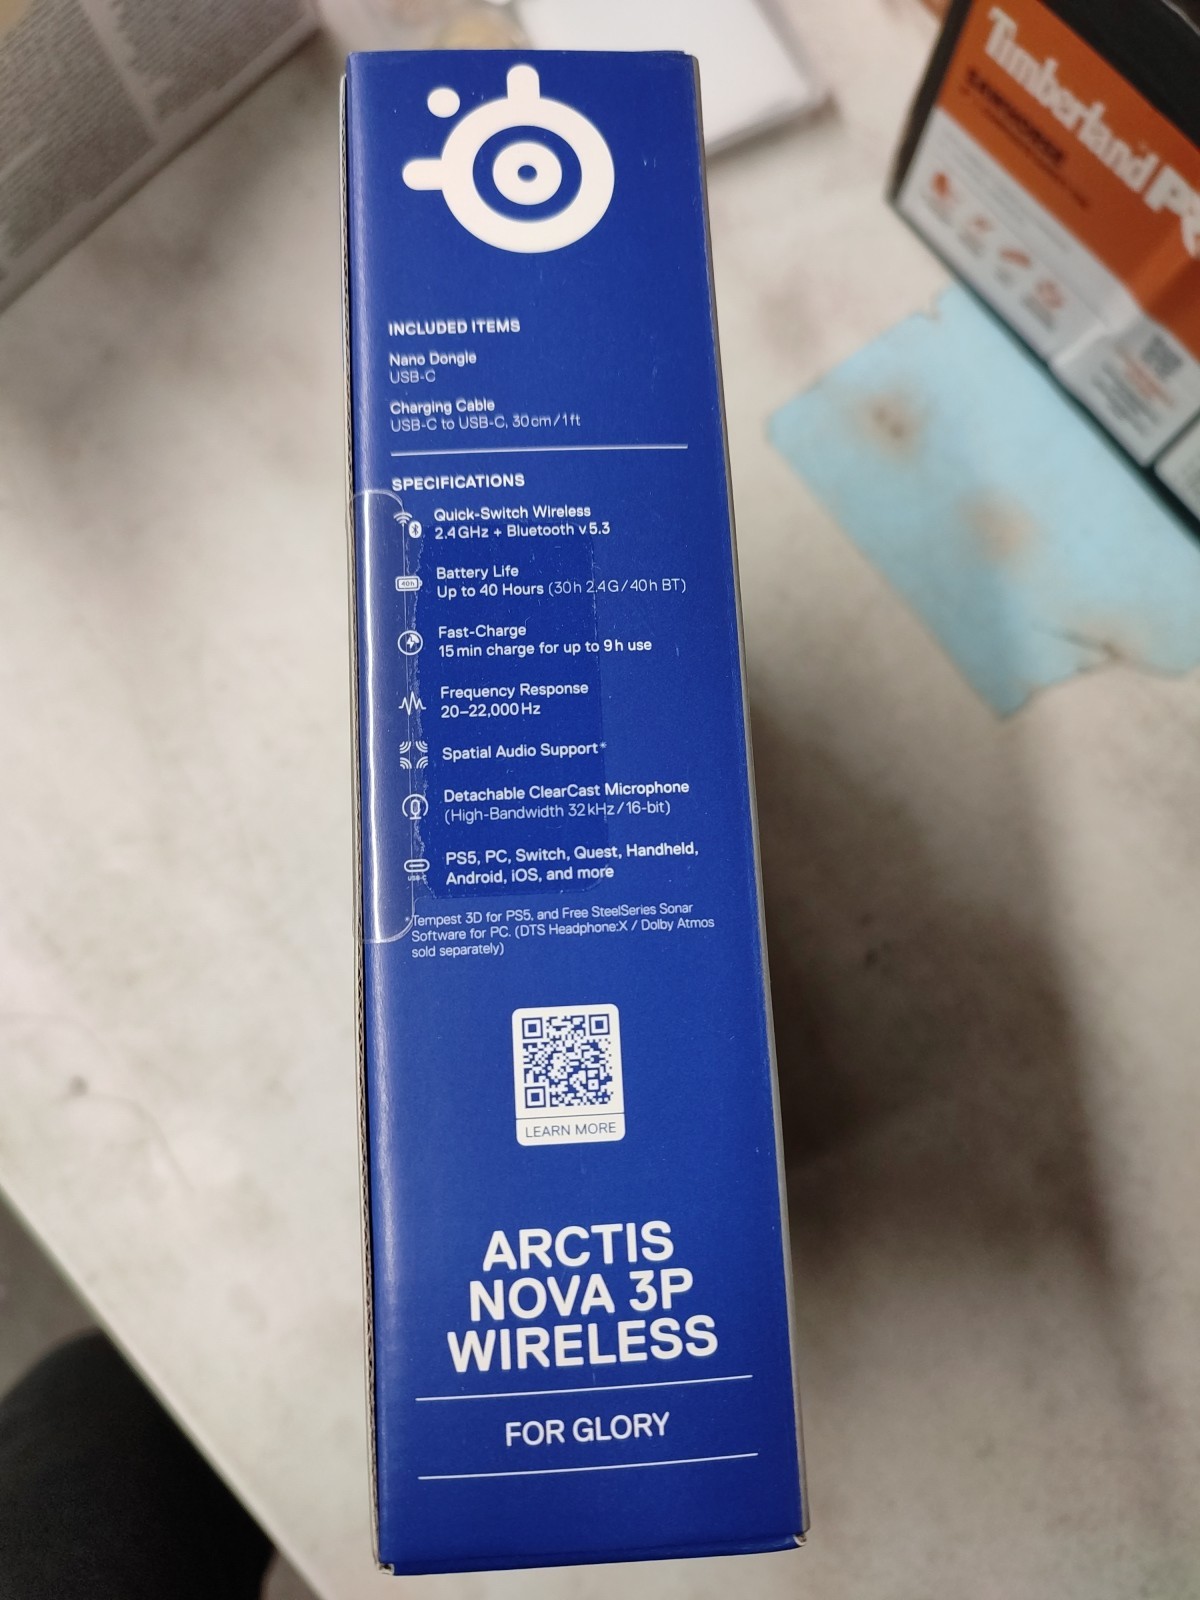 INCLUDED ITEMS
Nano Dongle
USB-C
Charging Cable
USB-C to USB-C, 30cm/1ft
SPECIFICATIONS
Quick-Switch Wireless
2.4GHz + Bluetooth v5.3
40h
Battery Life
Up to 40 Hours (30h 2.4G/40h BT)
Fast-Charge
15min charge for up to 9h use
Frequency Response
20–22,000Hz
Spatial Audio Support*
Detachable ClearCast Microphone
(High-Bandwidth 32kHz/16-bit)
USB-C
PS5, PC, Switch, Quest, Handheld,
Android, iOS, and more
*Tempest 3D for PS5, and Free SteelSeries Sonar
Software for PC. (DTS Headphone:X / Dolby Atmos
sold separately)
LEARN MORE
ARCTIS
NOVA 3P
WIRELESS
FOR GLORY
Timberland